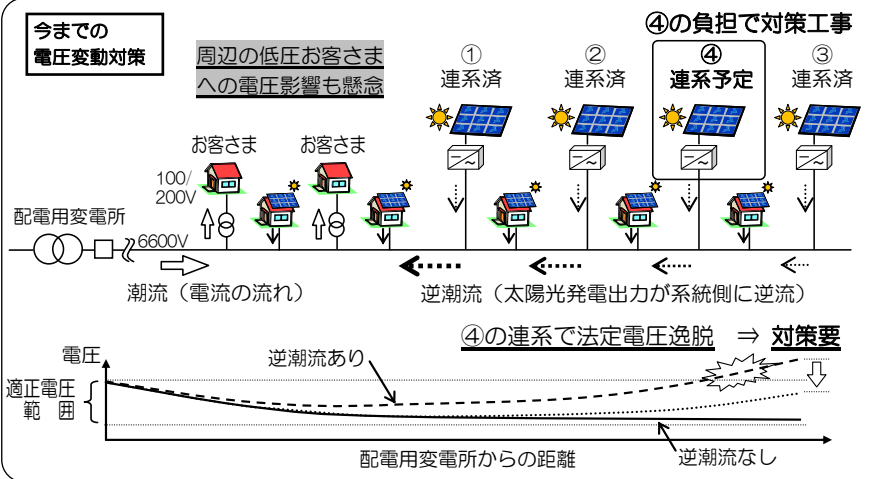 今までの
電圧変動対策
周辺の低圧お客さま
への電圧影響も懸念
④の負担で対策工事
①
連系済
②
連系済
④
連系予定
③
連系済
お客さま
お客さま
100/
200V
配電用変電所
6600V
潮流（電流の流れ）
逆潮流（太陽光発電出力が系統側に逆流）
④の連系で法定電圧逸脱 ⇒ 対策要
電圧
逆潮流あり
適正電圧
範囲
配電用変電所からの距離
逆潮流なし